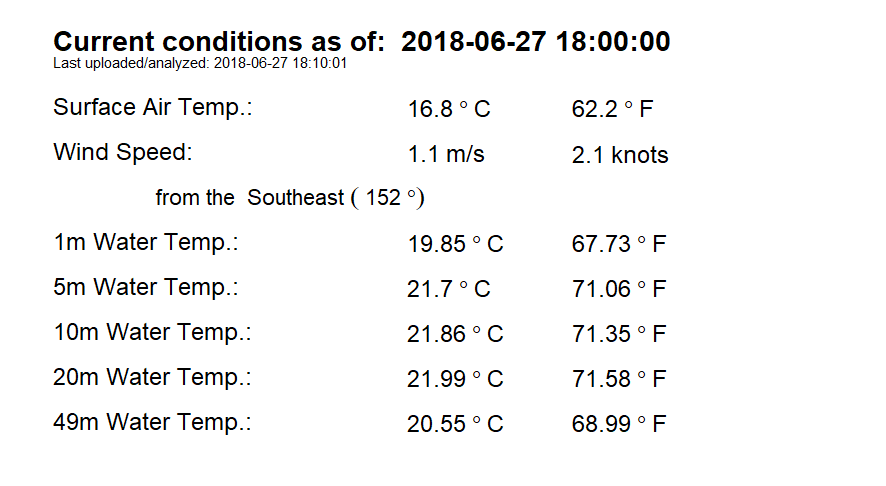 Current conditions as of: 2018-06-27 18:00:00
Last uploaded/analyzed: 2018-06-27 18:10:01
Surface Air Temp.: 16.8 ° C 62.2 ° F
Wind Speed: 1.1 m/s 2.1 knots
from the Southeast ( 152 °)
1m Water Temp.: 19.85 ° C 67.73 ° F
5m Water Temp.: 21.7 ° C 71.06 ° F
10m Water Temp.: 21.86 ° C 71.35 ° F
20m Water Temp.: 21.99 ° C 71.58 ° F
49m Water Temp.: 20.55 ° C 68.99 ° F